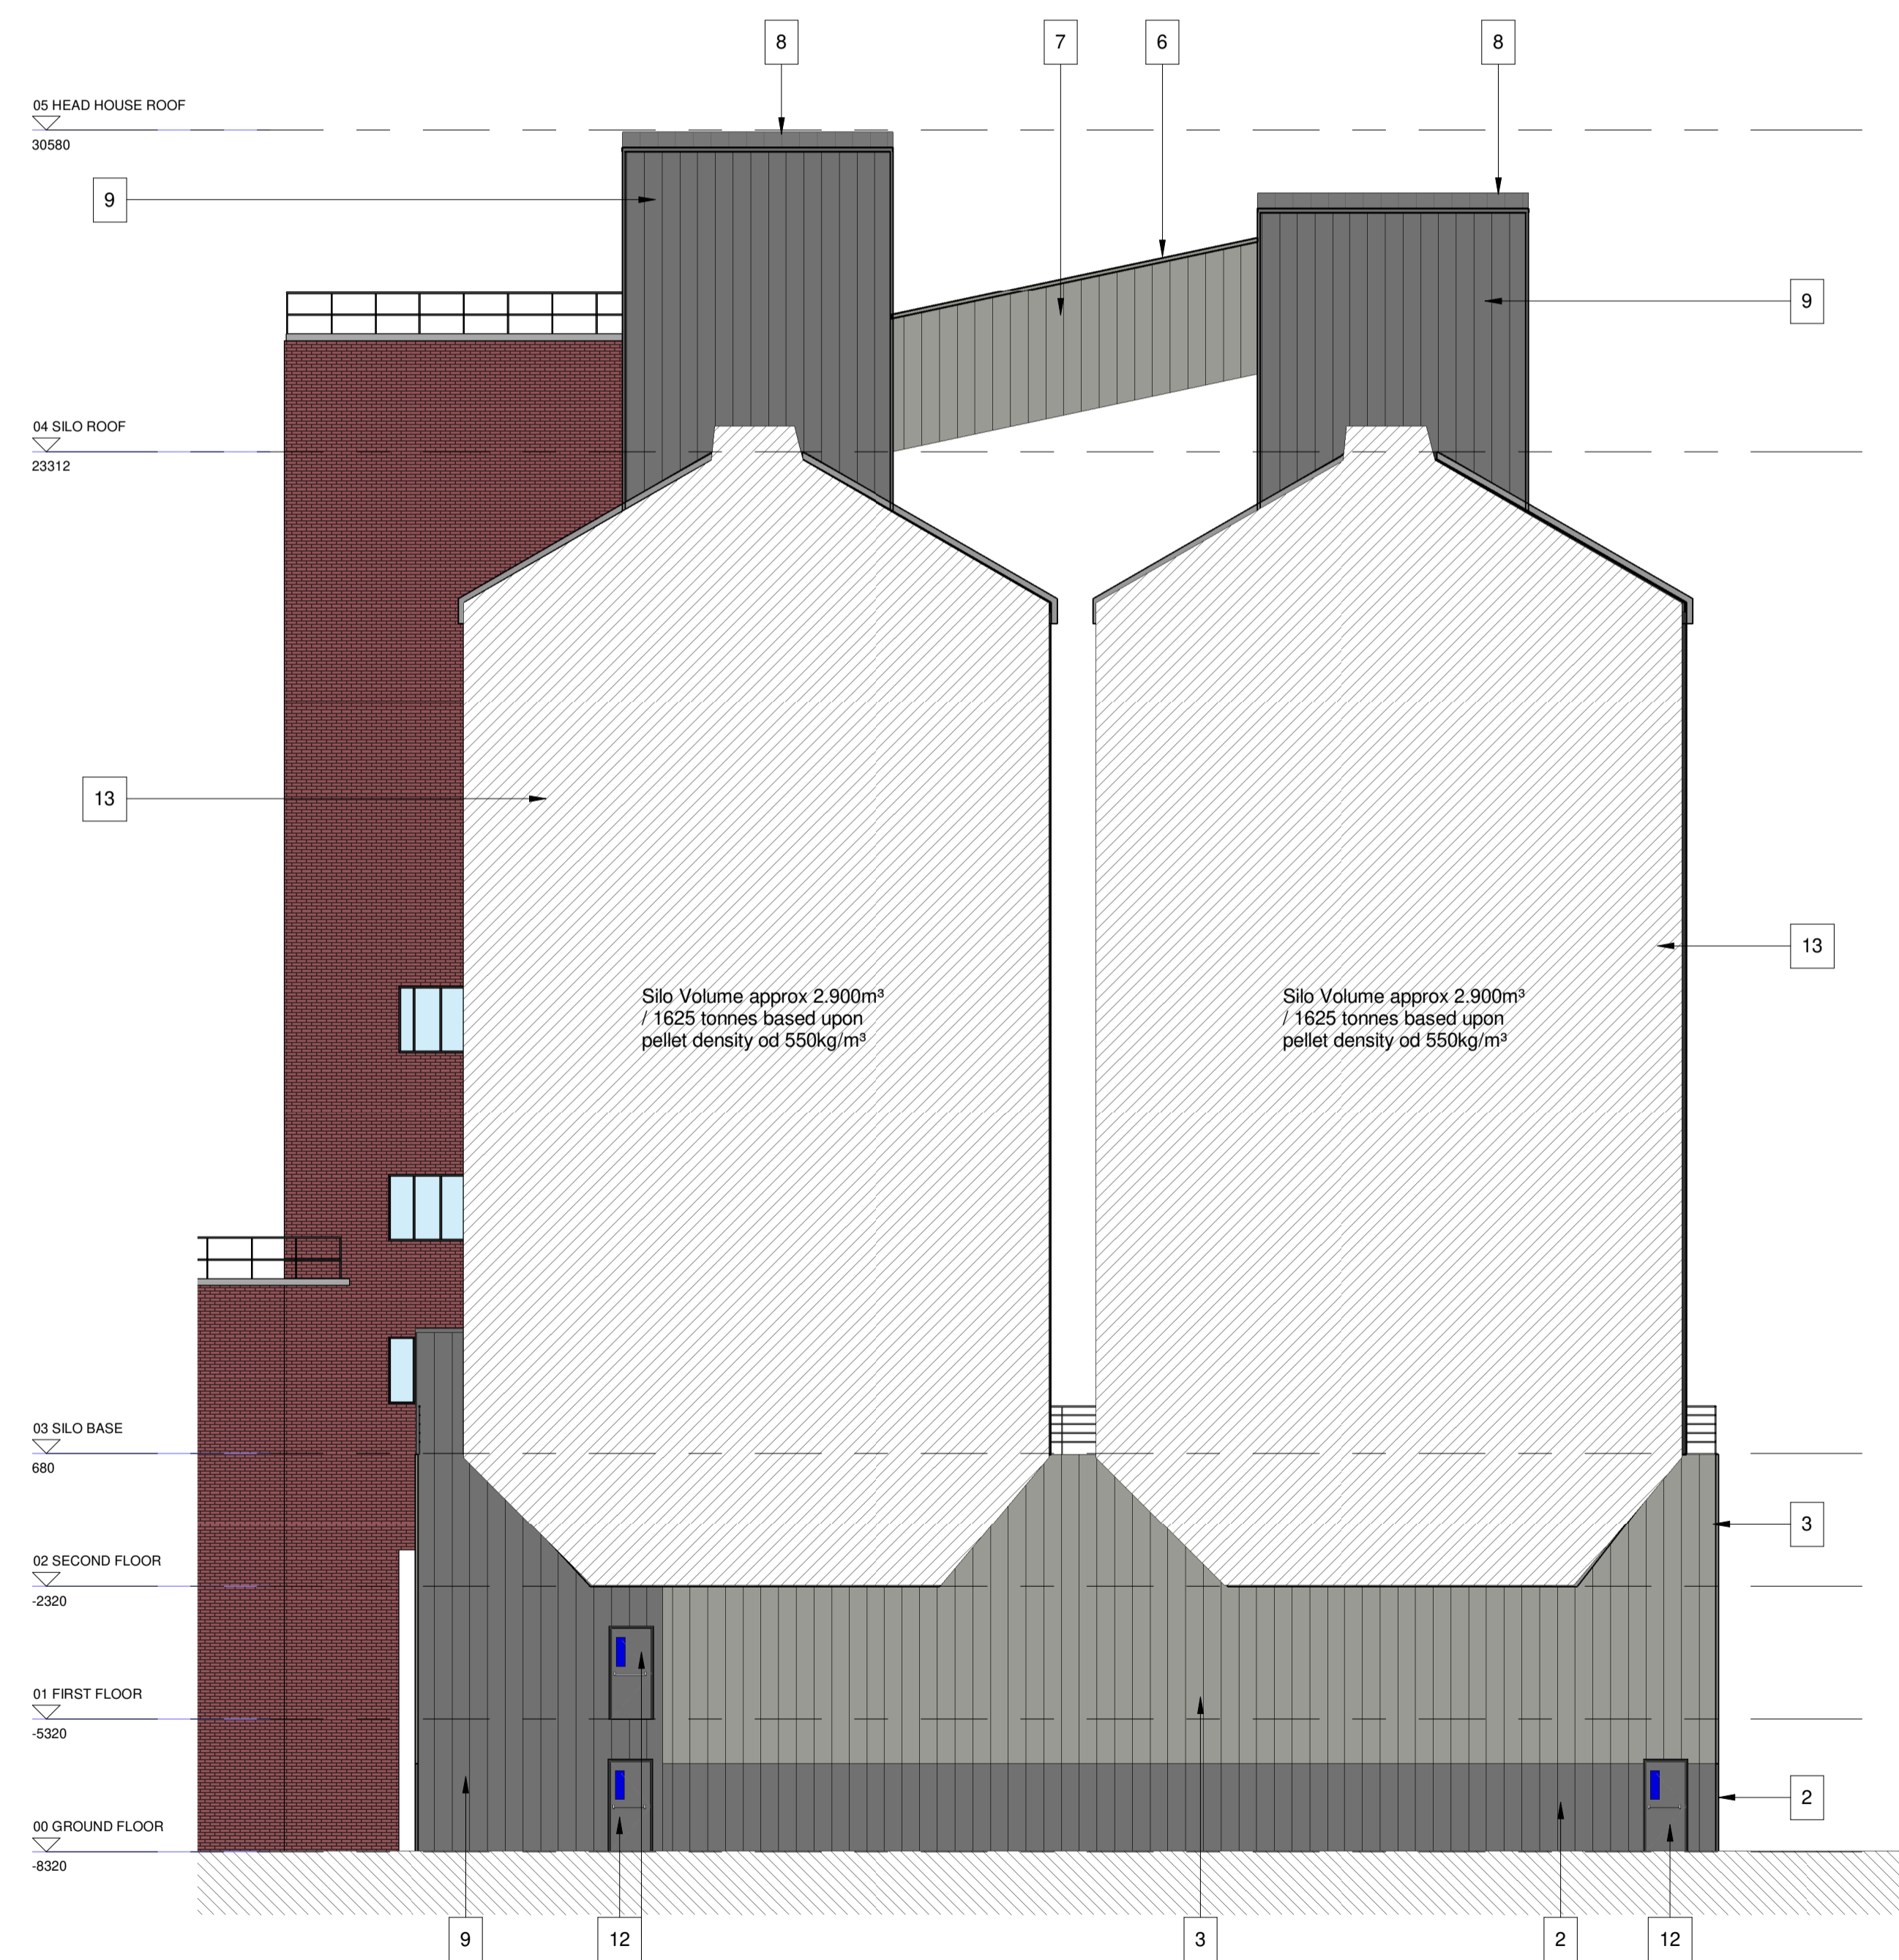 8
7
6
8
05 HEAD HOUSE ROOF
30580
9
9
04 SILO ROOF
23312
13
13
Silo Volume approx 2.900m³
/ 1625 tonnes based upon
pellet density od 550kg/m³
Silo Volume approx 2.900m³
/ 1625 tonnes based upon
pellet density od 550kg/m³
03 SILO BASE
680
3
02 SECOND FLOOR
-2320
01 FIRST FLOOR
-5320
2
00 GROUND FLOOR
-8320
9
12
3
2
12